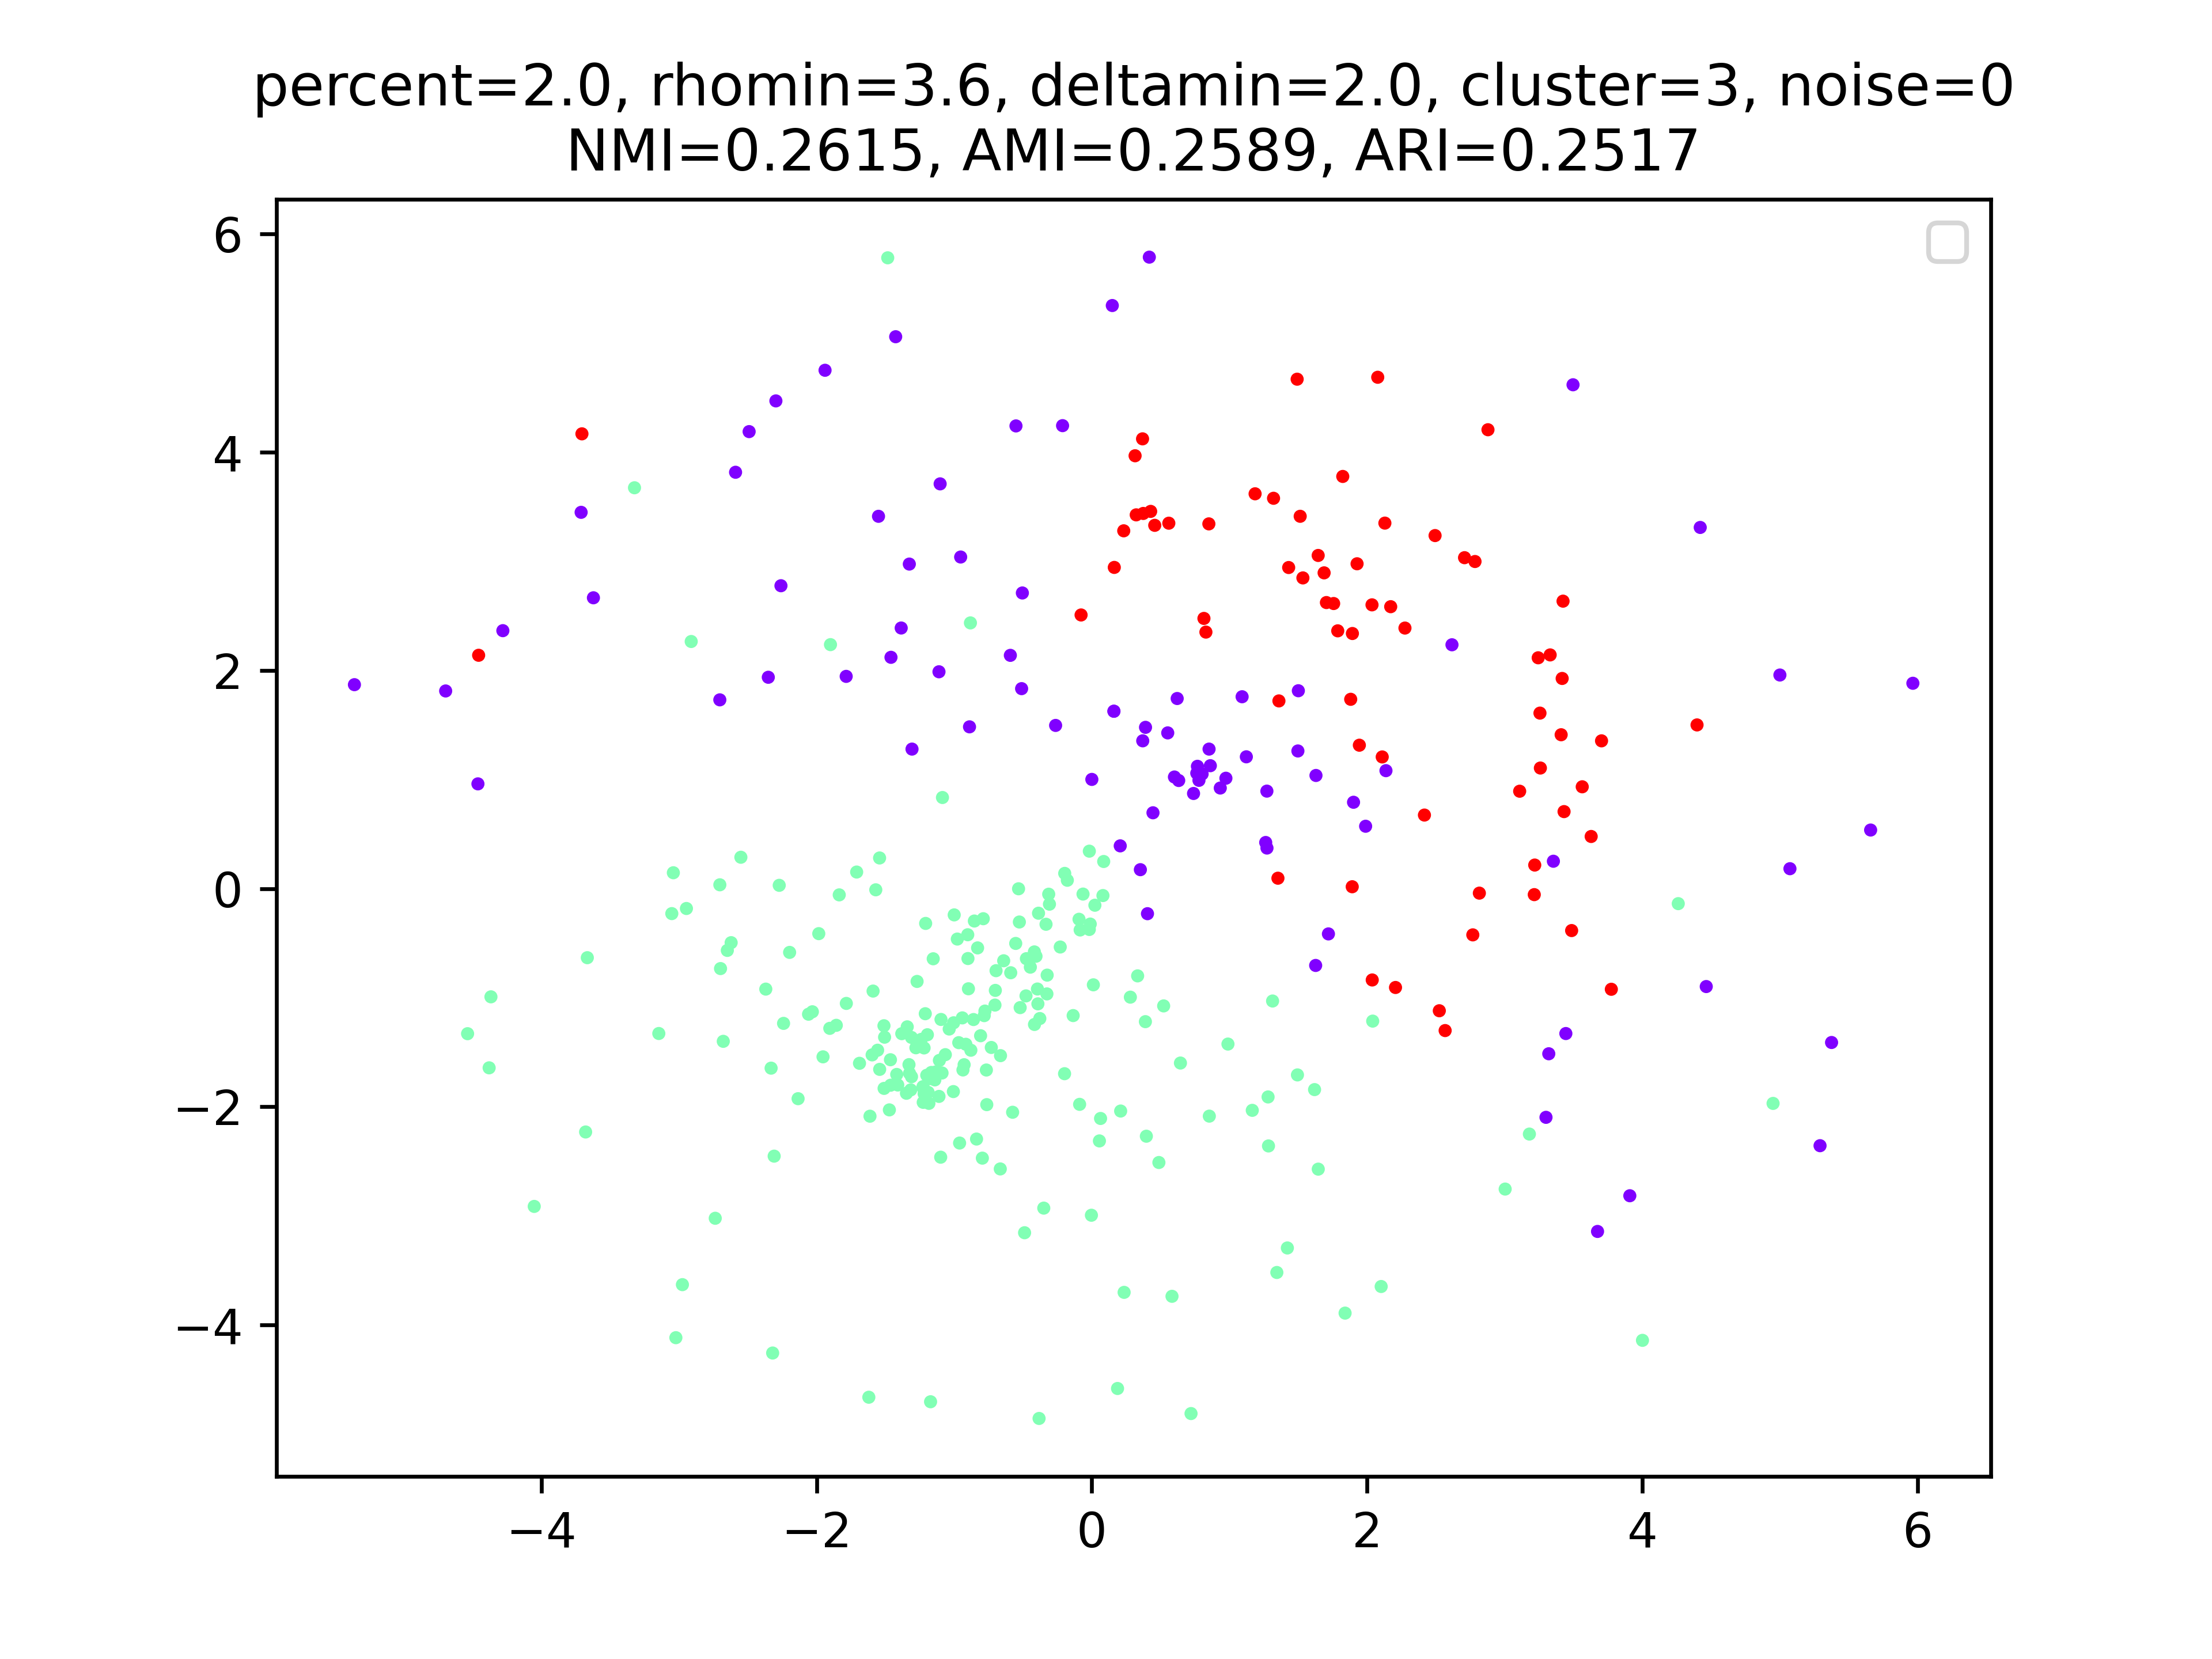 percent=2.0, rhomin=3.6, deltamin=2.0, cluster=3, noise=0
NMI=0.2615, AMI=0.2589, ARI=0.2517
6
4
2
0
−2
−4
−4 −2 0 2 4 6